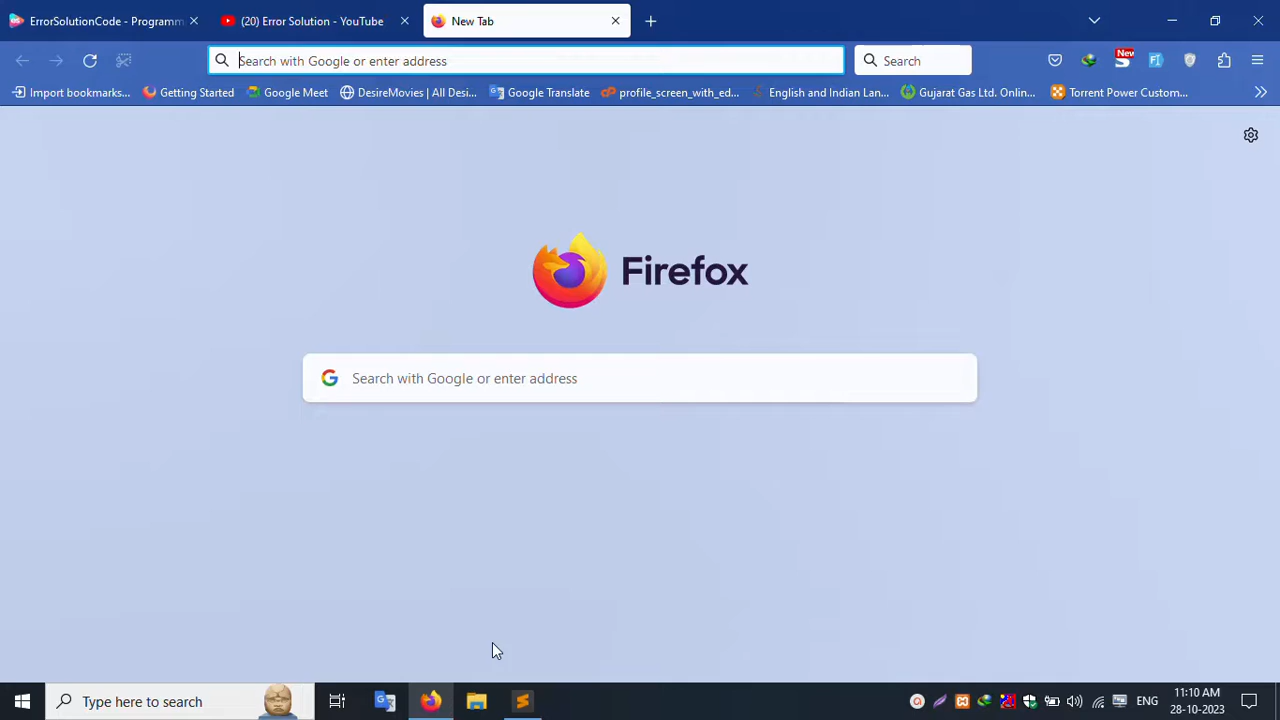 ErrorSolutionCode - Programm
(20) Error Solution - YouTube
New Tab
Search with Google or enter address
Search
New
Import bookmarks...
Getting Started
Google Meet
DesireMovies | All Desi...
Google Translate
profile_screen_with_ed...
English and Indian Lan...
Gujarat Gas Ltd. Onlin...
Torrent Power Custom...
Firefox
Search with Google or enter address
Type here to search
ENG
11:10 AM
28-10-2023